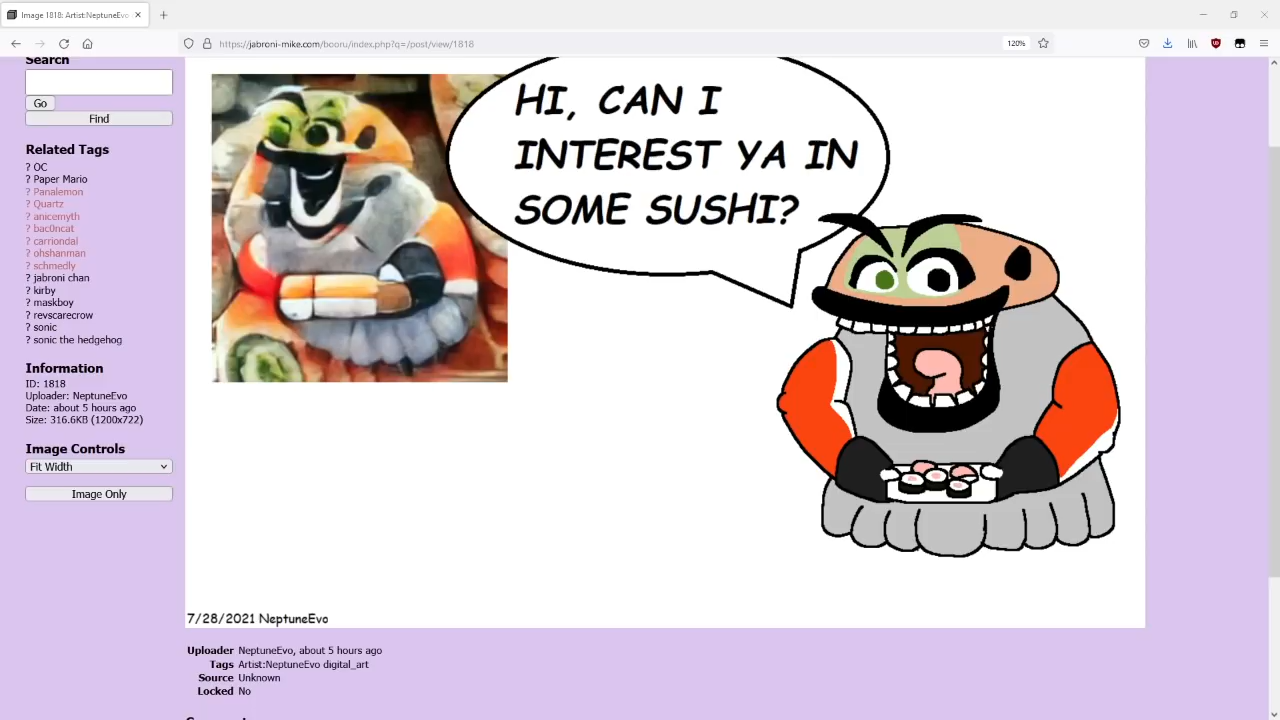 Image 1818: Artist:NeptuneEvo
https://jabroni-mike.com/booru/index.php?q=/post/view/1818
120%
Search
Go
Find
Related Tags
? OC
? Paper Mario
? Panalemon
? Quartz
? anicemyth
? bac0ncat
? carriondal
? ohshanman
? schmedly
? jabroni chan
? kirby
? maskboy
? revscarecrow
? sonic
? sonic the hedgehog
Information
ID: 1818
Uploader: NeptuneEvo
Date: about 5 hours ago
Size: 316.6KB (1200x722)
Image Controls
Fit Width
Image Only
HI, CAN I
INTEREST YA IN
SOME SUSHI?
7/28/2021 NeptuneEvo
Uploader NeptuneEvo, about 5 hours ago
Tags Artist:NeptuneEvo digital_art
Source Unknown
Locked No